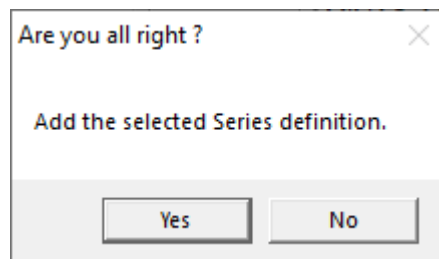 Are you all right ?
Add the selected Series definition.
Yes No